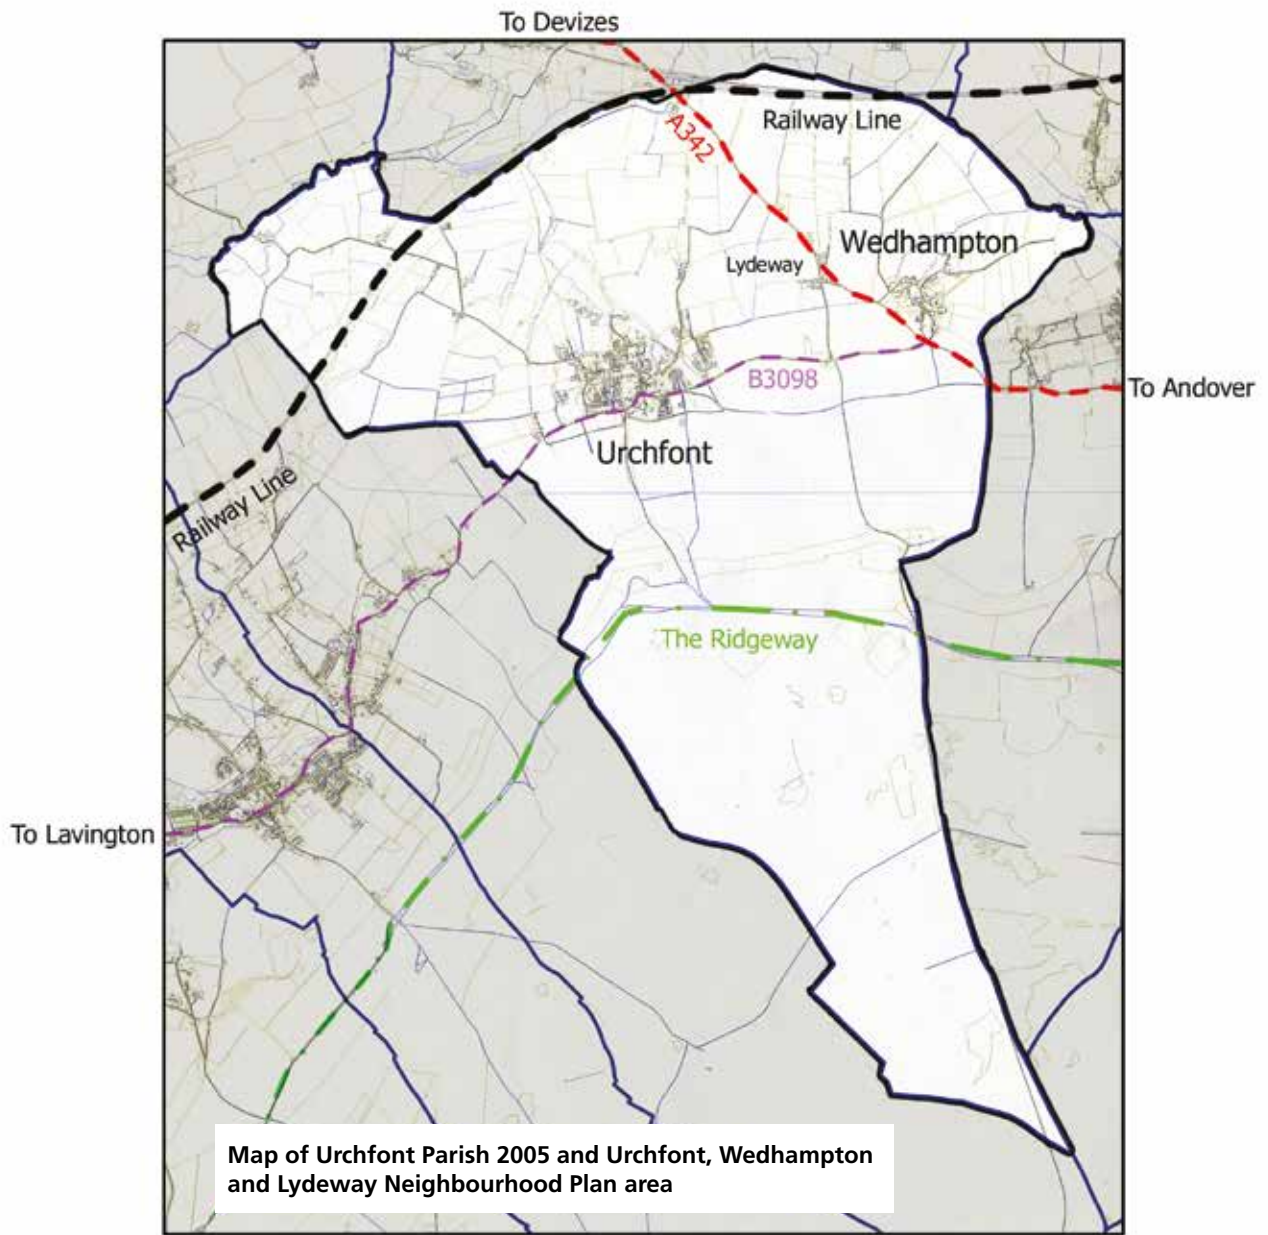 To Devizes
Railway Line
A342
Wedhampton
Lydeway
B3098
To Andover
Urchfont
Railway Line
The Ridgeway
To Lavington
Map of Urchfont Parish 2005 and Urchfont, Wedhampton
and Lydeway Neighbourhood Plan area